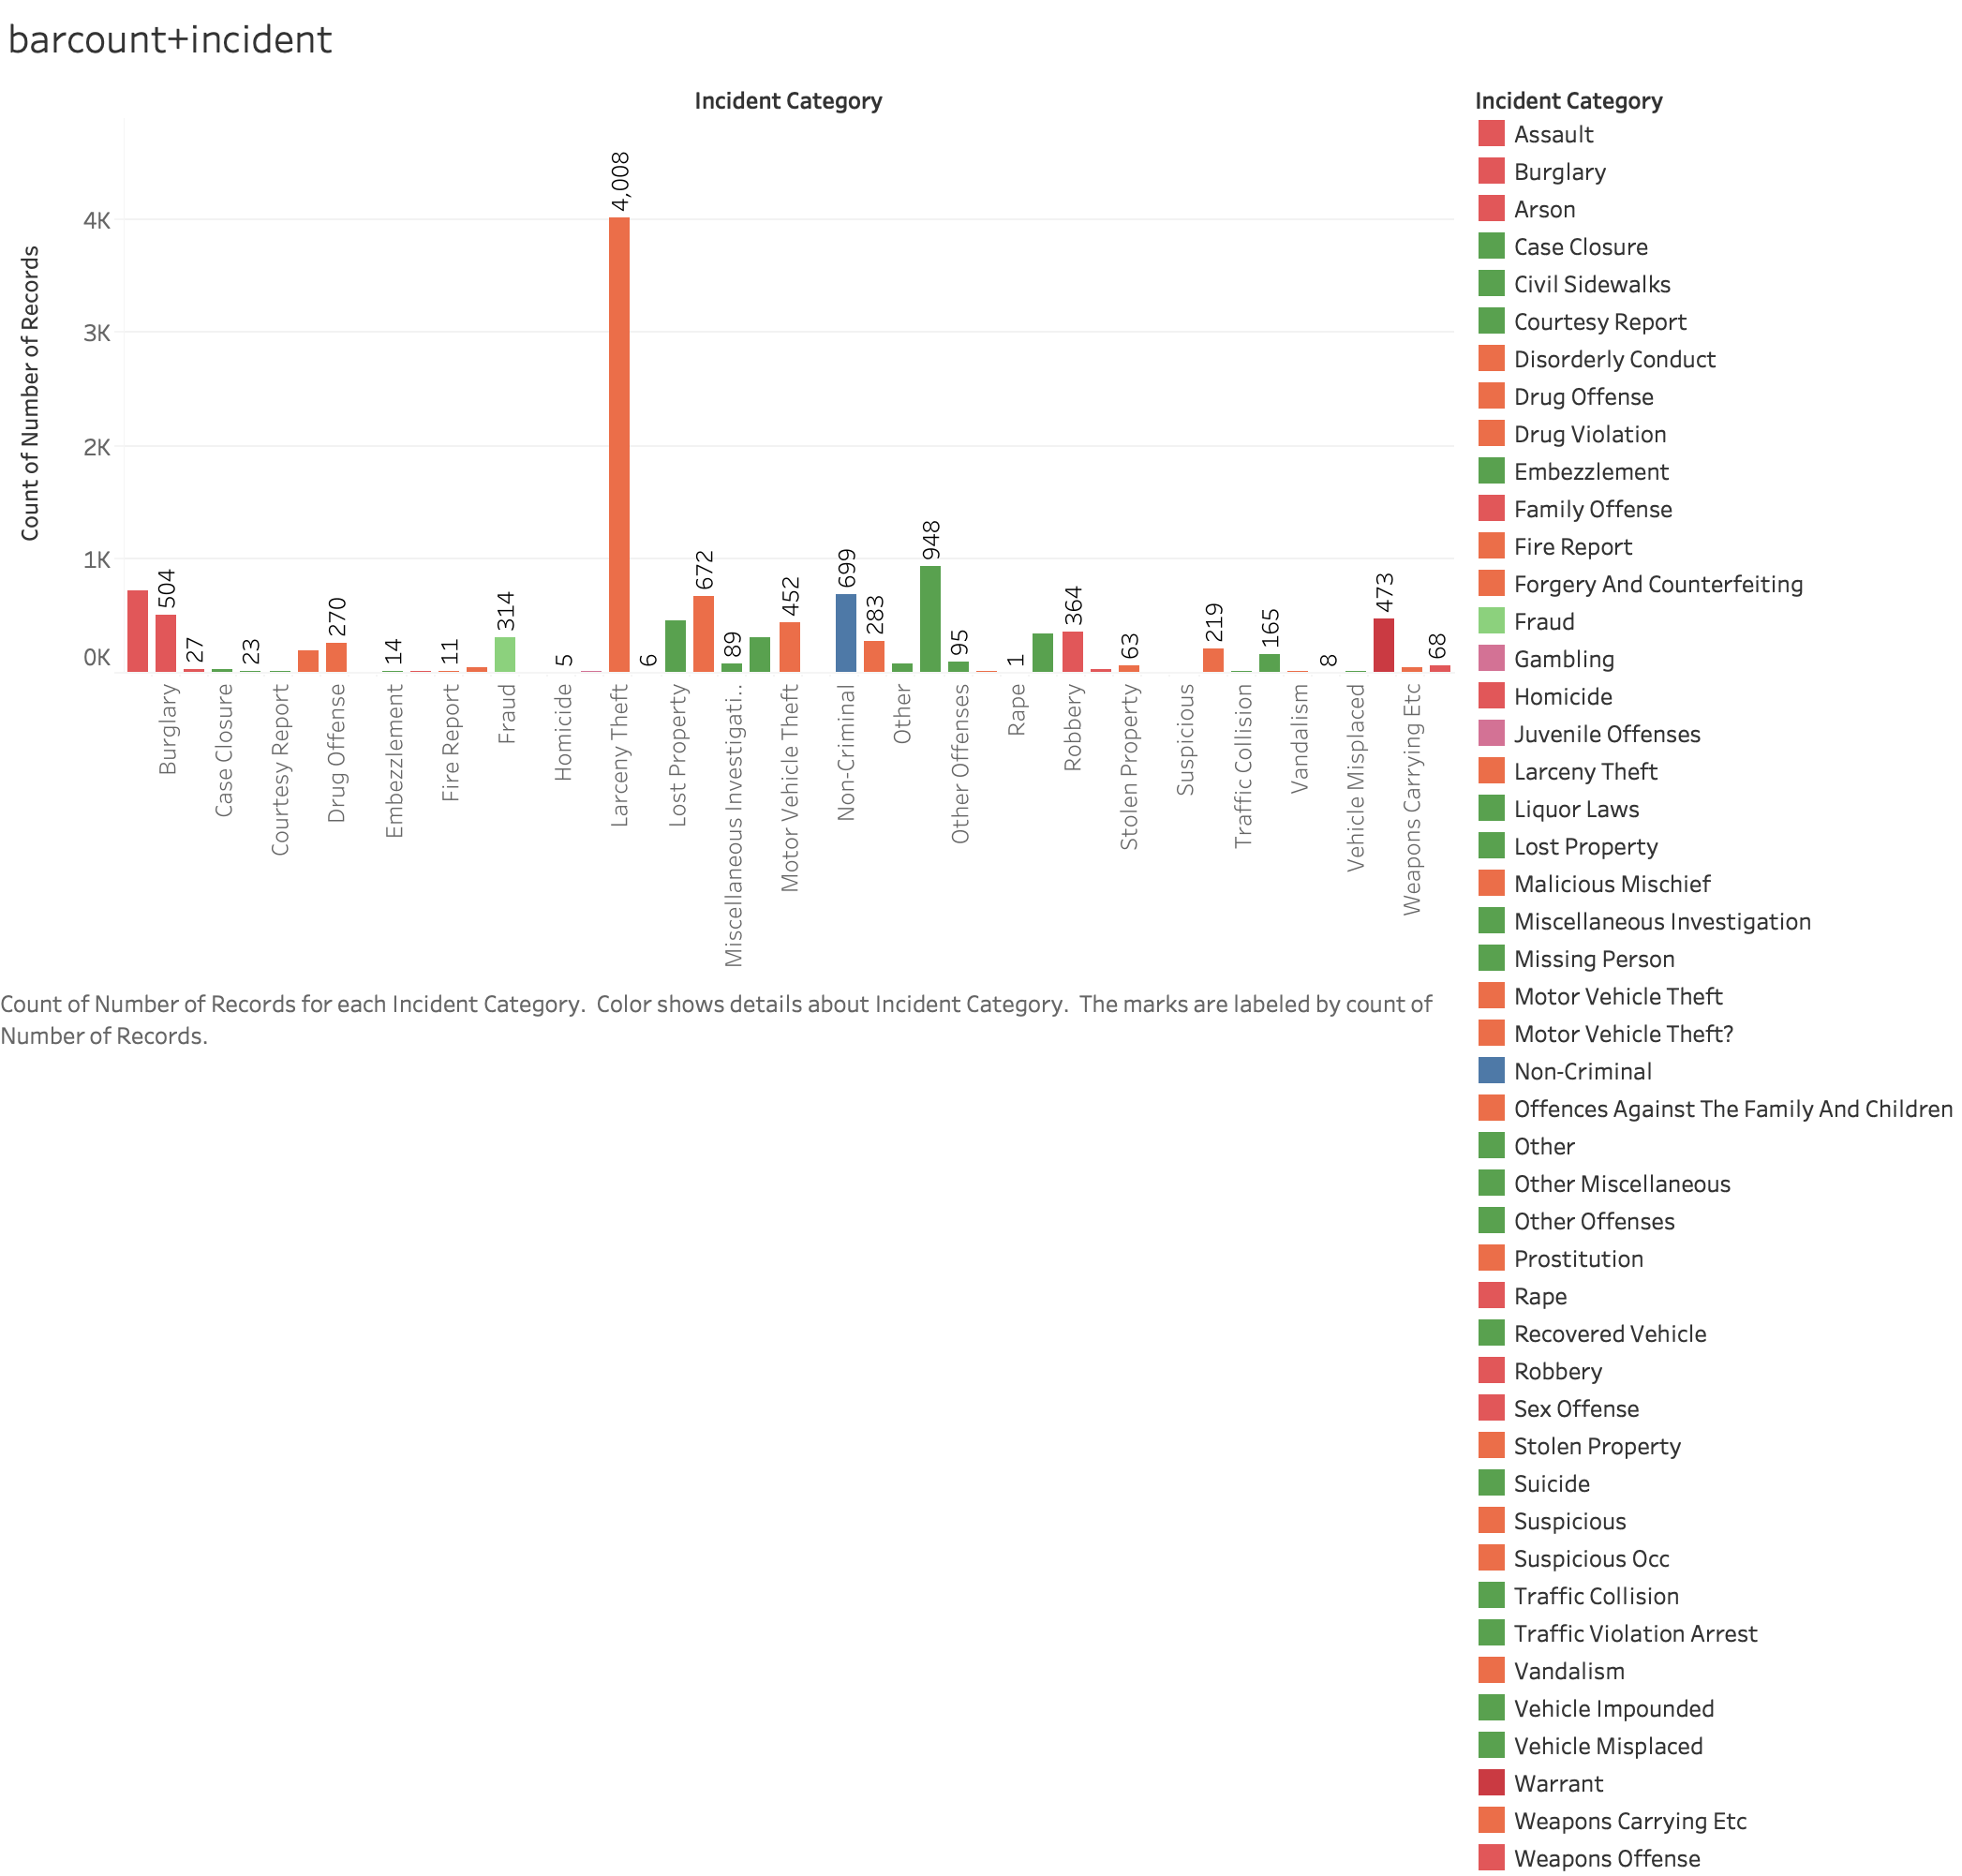 barcount+incident
Incident Category
Count of Number of Records
4K
3K
2K
1K
0K
504
27
23
270
14
11
314
5
4,008
6
672
89
452
699
283
948
95
1
364
63
219
165
8
473
68
Burglary
Case Closure
Courtesy Report
Drug Offense
Embezzlement
Fire Report
Fraud
Homicide
Larceny Theft
Lost Property
Miscellaneous Investigati..
Motor Vehicle Theft
Non-Criminal
Other
Other Offenses
Rape
Robbery
Stolen Property
Suspicious
Traffic Collision
Vandalism
Vehicle Misplaced
Weapons Carrying Etc
Count of Number of Records for each Incident Category.  Color shows details about Incident Category.  The marks are labeled by count of
Number of Records.
Incident Category
Assault
Burglary
Arson
Case Closure
Civil Sidewalks
Courtesy Report
Disorderly Conduct
Drug Offense
Drug Violation
Embezzlement
Family Offense
Fire Report
Forgery And Counterfeiting
Fraud
Gambling
Homicide
Juvenile Offenses
Larceny Theft
Liquor Laws
Lost Property
Malicious Mischief
Miscellaneous Investigation
Missing Person
Motor Vehicle Theft
Motor Vehicle Theft?
Non-Criminal
Offences Against The Family And Children
Other
Other Miscellaneous
Other Offenses
Prostitution
Rape
Recovered Vehicle
Robbery
Sex Offense
Stolen Property
Suicide
Suspicious
Suspicious Occ
Traffic Collision
Traffic Violation Arrest
Vandalism
Vehicle Impounded
Vehicle Misplaced
Warrant
Weapons Carrying Etc
Weapons Offense